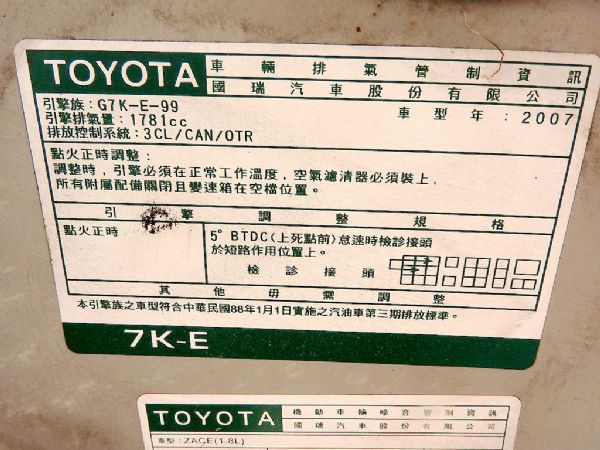 TOYOTA 車輛排氣管制資訊
國瑞汽車股份有限公司
引擎族：G7K-E-99
引擎排氣量：1781cc 車型年：2007
排放控制系統：3CL/CAN/OTR
點火正時調整：
調整時，引擎必須在正常工作溫度，空氣濾清器必須裝上，
所有附屬配備關閉且變速箱在空檔位置。
引擎調整規格
點火正時 5° BTDC(上死點前)怠速時檢診接頭
於短路作用位置上。
檢診接頭
其他毋需調整
本引擎族之車型符合中華民國88年1月1日實施之汽油車第三期排放標準。
7K-E
TOYOTA 機動車輛噪音管制資訊
國瑞汽車股份有限公司
車型：ZACE(1.8L)